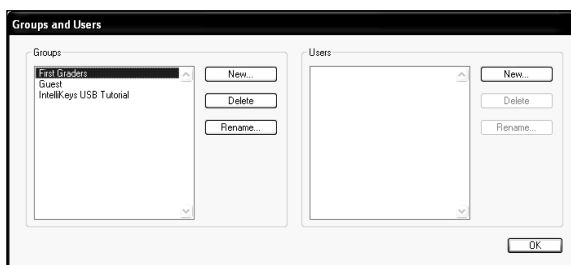 Groups and Users
Groups
First Graders
Guest
IntelliKeys USB Tutorial
New...
Delete
Rename...
Users
New...
Delete
Rename...
OK